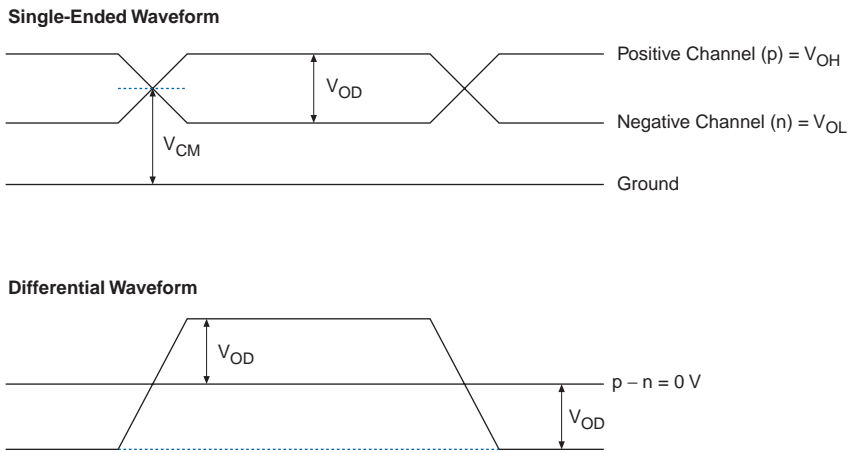 Single-Ended Waveform
Positive Channel (p) = VOH
VOD
Negative Channel (n) = VOL
VCM
Ground
Differential Waveform
VOD
p − n = 0 V
VOD